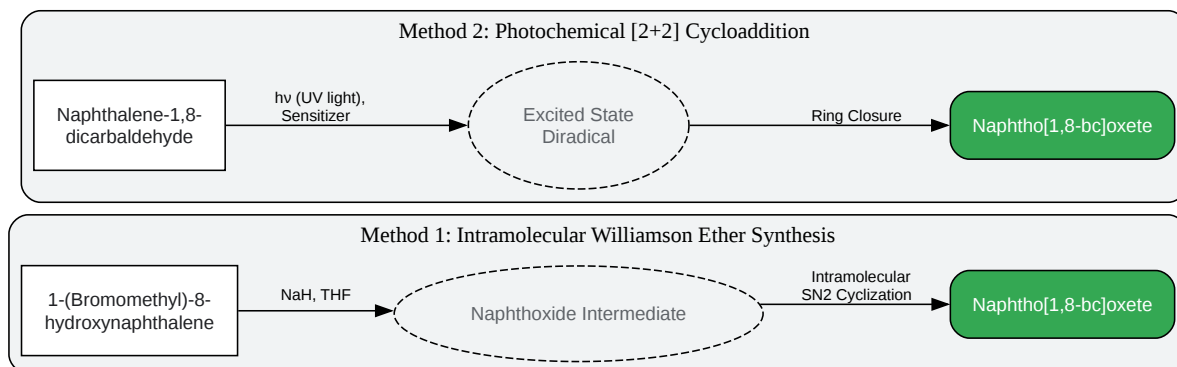 Method 2: Photochemical [2+2] Cycloaddition
Naphthalene-1,8-
dicarbaldehyde
hν (UV light),
Sensitizer
Excited State
Diradical
Ring Closure
Naphtho[1,8-bc]oxete
Method 1: Intramolecular Williamson Ether Synthesis
1-(Bromomethyl)-8-
hydroxynaphthalene
NaH, THF
Naphthoxide Intermediate
Intramolecular
SN2 Cyclization
Naphtho[1,8-bc]oxete